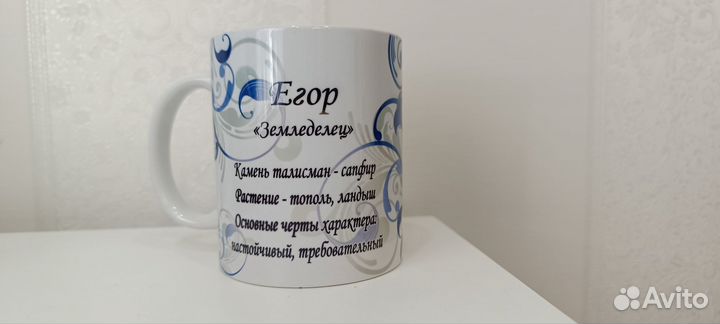 Егор
«Земледелец»
Камень талисман - сапфир
Растение - тополь, ландыш
Основные черты характера:
настойчивый, требовательный
Avito